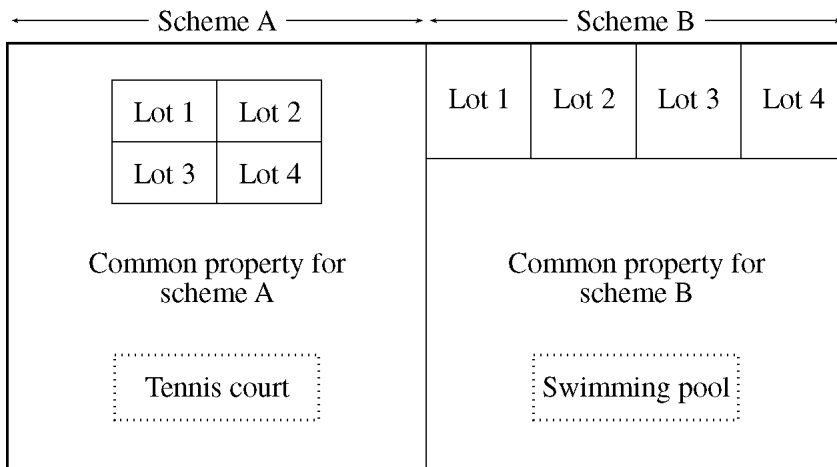 Scheme A
Scheme B
Lot 1
Lot 2
Lot 3
Lot 4
Common property for
scheme A
Tennis court
Lot 1
Lot 2
Lot 3
Lot 4
Common property for
scheme B
Swimming pool